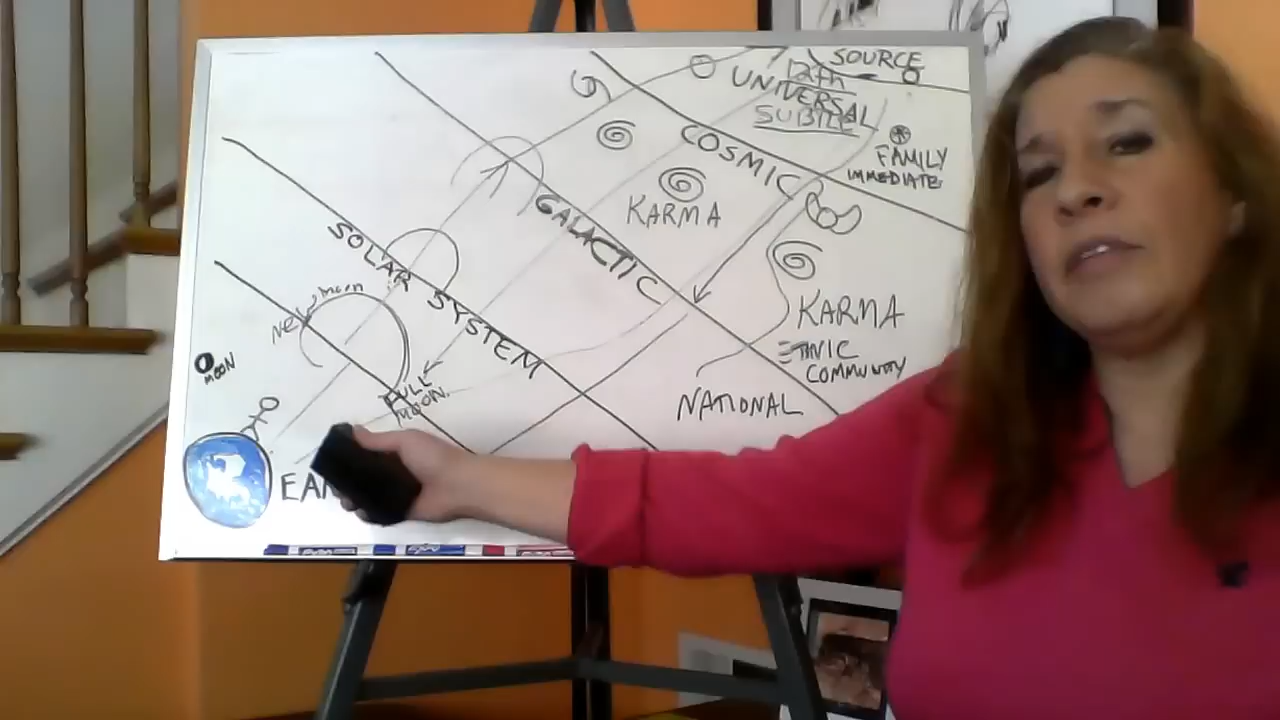 SOURCE
12th
UNIVERSAL
SUBTLE
COSMIC
FAMILY
IMMEDIATE
KARMA
GALACTIC
SOLAR SYSTEM
KARMA
ETHNIC
COMMUNITY
NATIONAL
New moon
MOON
FULL
MOON
EAR